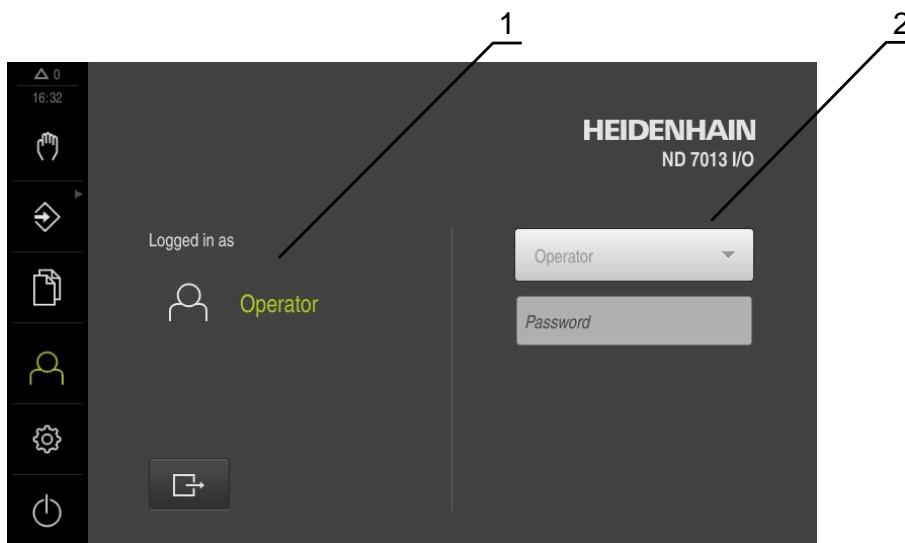 1
2
0
16:32
HEIDENHAIN
ND 7013 I/O
Logged in as
Operator
Operator
Password